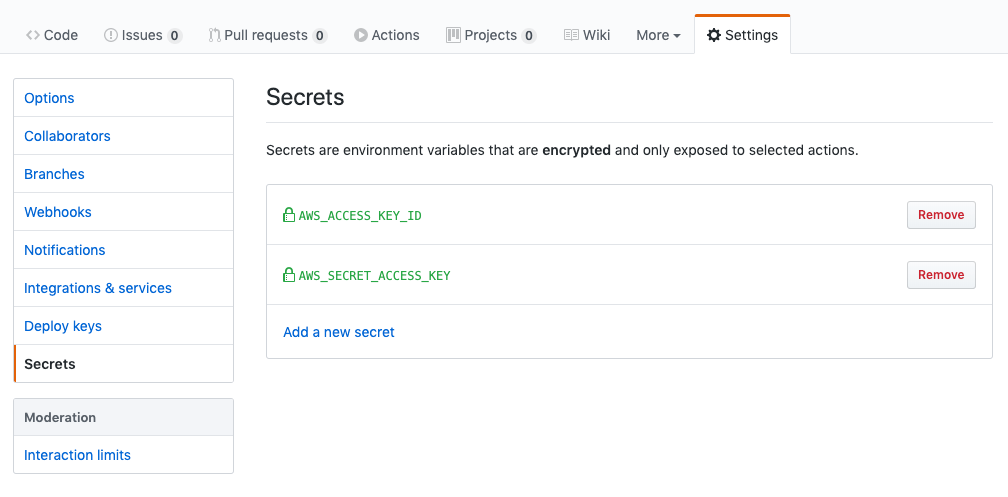 Code Issues 0 Pull requests 0 Actions Projects 0 Wiki More Settings
Options
Collaborators
Branches
Webhooks
Notifications
Integrations & services
Deploy keys
Secrets
Moderation
Interaction limits
Secrets
Secrets are environment variables that are encrypted and only exposed to selected actions.
AWS_ACCESS_KEY_ID Remove
AWS_SECRET_ACCESS_KEY Remove
Add a new secret